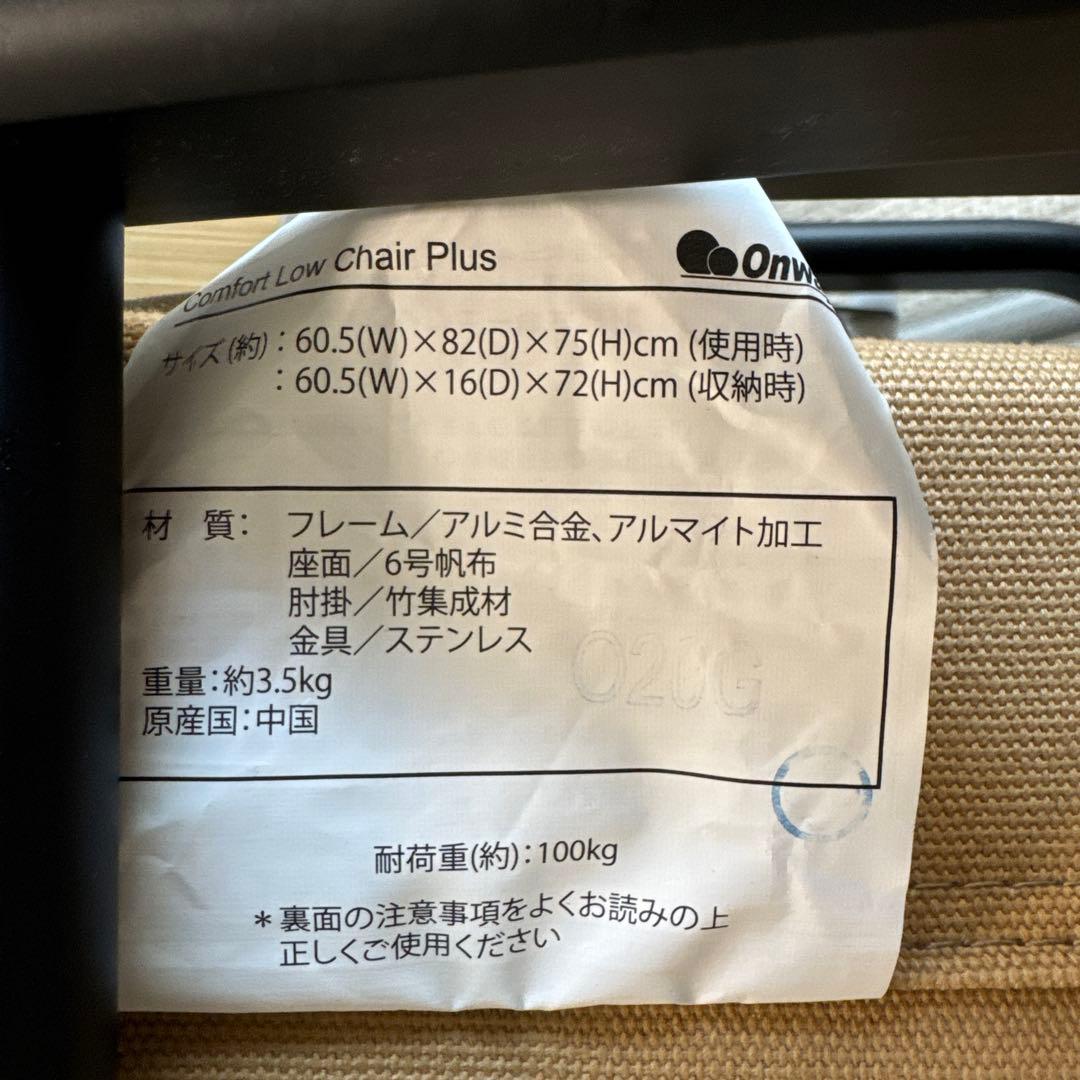 Comfort Low Chair Plus
Onw
サイズ(約)：60.5(W)×82(D)×75(H)cm (使用時)
：60.5(W)×16(D)×72(H)cm (収納時)
材　質：　フレーム／アルミ合金、アルマイト加工
座面／6号帆布
肘掛／竹集成材
金具／ステンレス
重量：約3.5kg
原産国：中国
耐荷重(約)：100kg
＊裏面の注意事項をよくお読みの上
正しくご使用ください